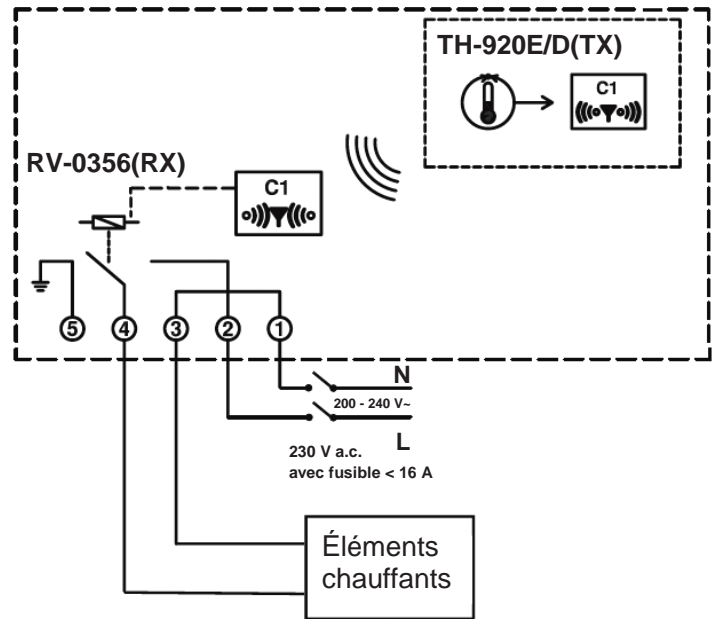 TH-920E/D(TX)
C1
RV-0356(RX)
C1
5 4 3 2 1
N
200 - 240 V~
L
230 V a.c.
avec fusible < 16 A
Éléments
chauffants